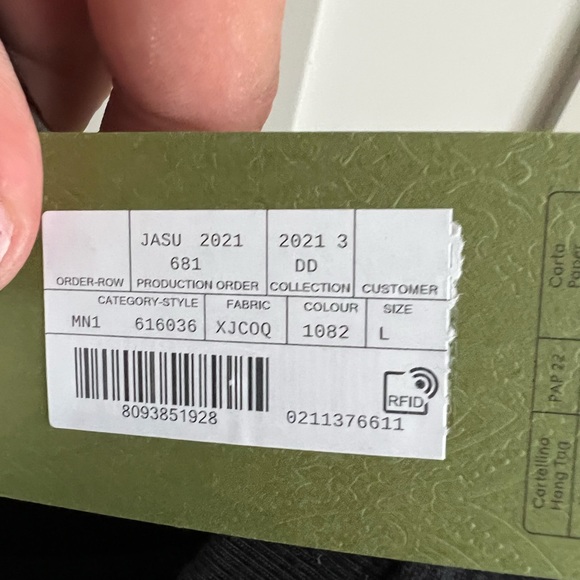 JASU 2021
681
2021 3
DD
ORDER-ROW
PRODUCTION ORDER
COLLECTION
CUSTOMER
CATEGORY-STYLE
FABRIC
COLOUR
SIZE
MN1 616036
XJCOQ
1082
L
8093851928
0211376611
RFID
Carta
Paper
PAP 22
Cartellino
Hang Tag